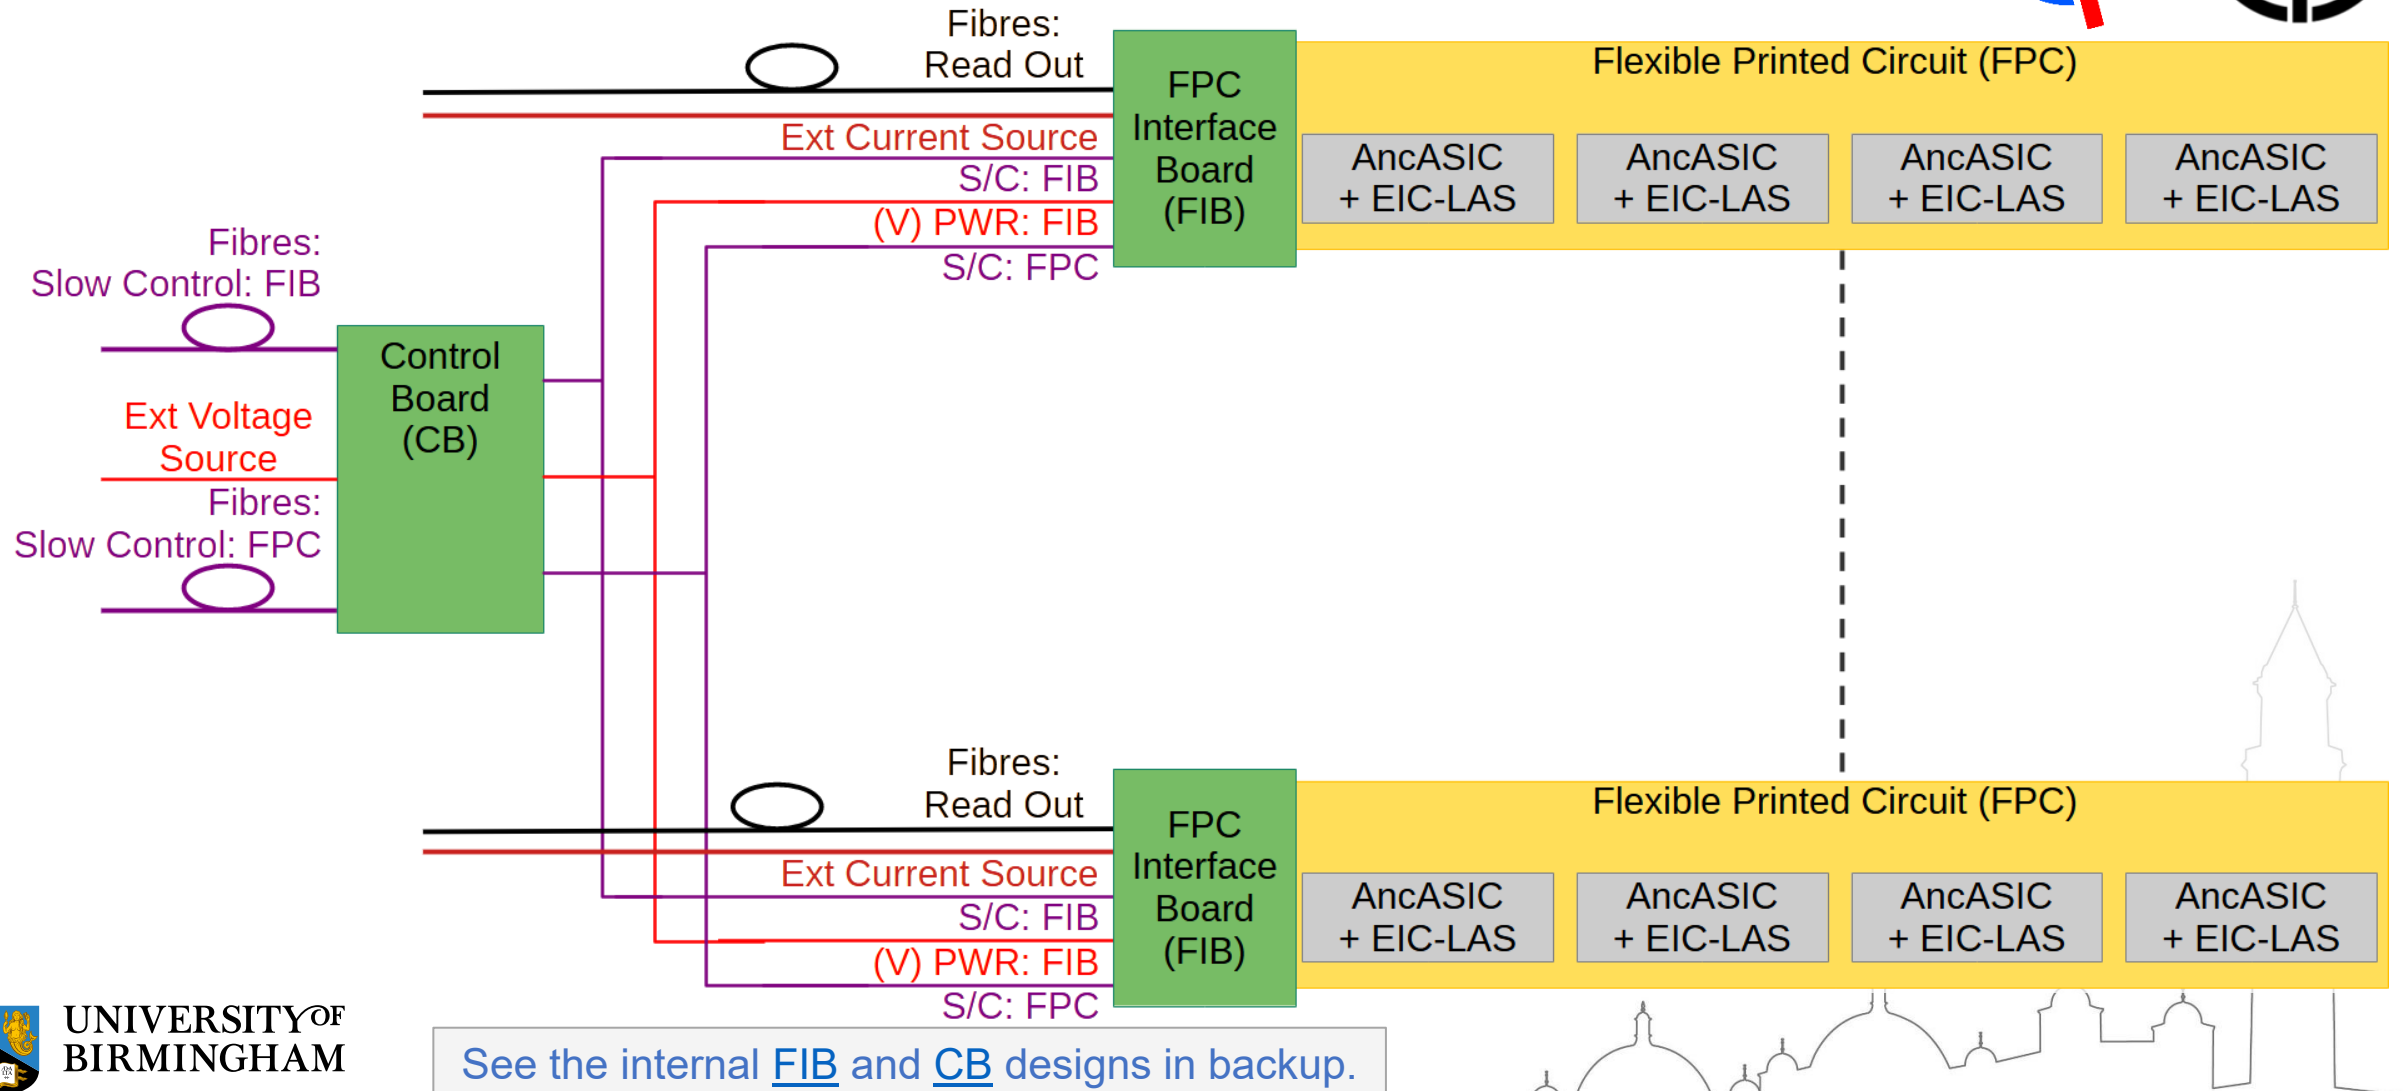 Fibres:
Read Out
Ext Current Source
S/C: FIB
(V) PWR: FIB
S/C: FPC
FPC
Interface
Board
(FIB)
Flexible Printed Circuit (FPC)
AncASIC
+ EIC-LAS
AncASIC
+ EIC-LAS
AncASIC
+ EIC-LAS
AncASIC
+ EIC-LAS
Fibres:
Slow Control: FIB
Ext Voltage
Source
Fibres:
Slow Control: FPC
Control
Board
(CB)
Fibres:
Read Out
Ext Current Source
S/C: FIB
(V) PWR: FIB
S/C: FPC
FPC
Interface
Board
(FIB)
Flexible Printed Circuit (FPC)
AncASIC
+ EIC-LAS
AncASIC
+ EIC-LAS
AncASIC
+ EIC-LAS
AncASIC
+ EIC-LAS
UNIVERSITY OF
BIRMINGHAM
See the internal FIB and CB designs in backup.